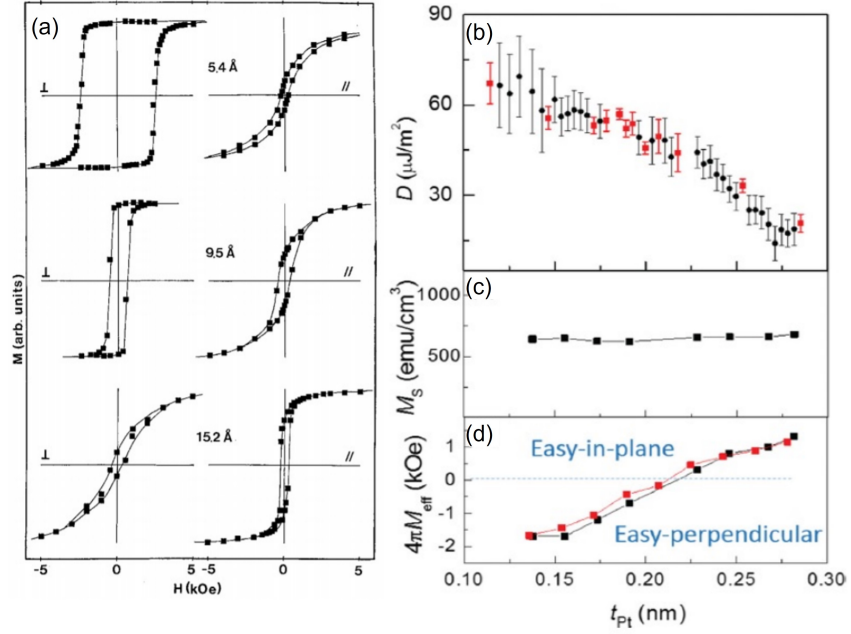 (a)
⊥
5,4 Å
//
⊥
9,5 Å
//
⊥
15,2 Å
//
M (arb. units)
-5
0
5
-5
0
5
H (kOe)
(b)
90
60
30
D (μJ/m²)
(c)
1000
500
M_S (emu/cm³)
(d)
1
0
-1
-2
4πM_eff (kOe)
Easy-in-plane
Easy-perpendicular
0.10
0.15
0.20
0.25
0.30
t_Pt (nm)